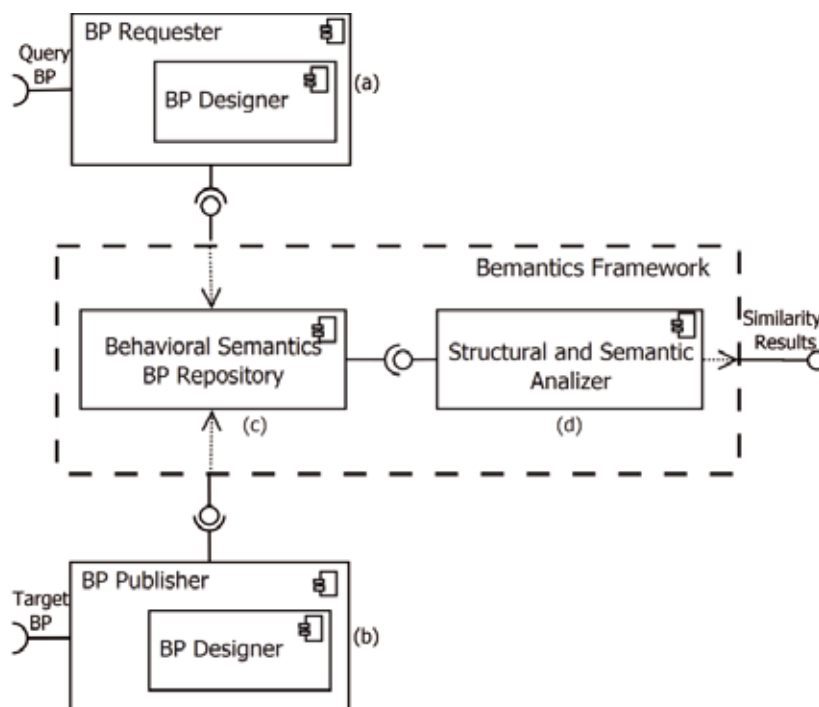 BP Requester
Query
BP
BP Designer
(a)
Bemantics Framework
Behavioral Semantics
BP Repository
(c)
Structural and Semantic
Analizer
(d)
Similarity
Results
BP Publisher
Target
BP
BP Designer
(b)